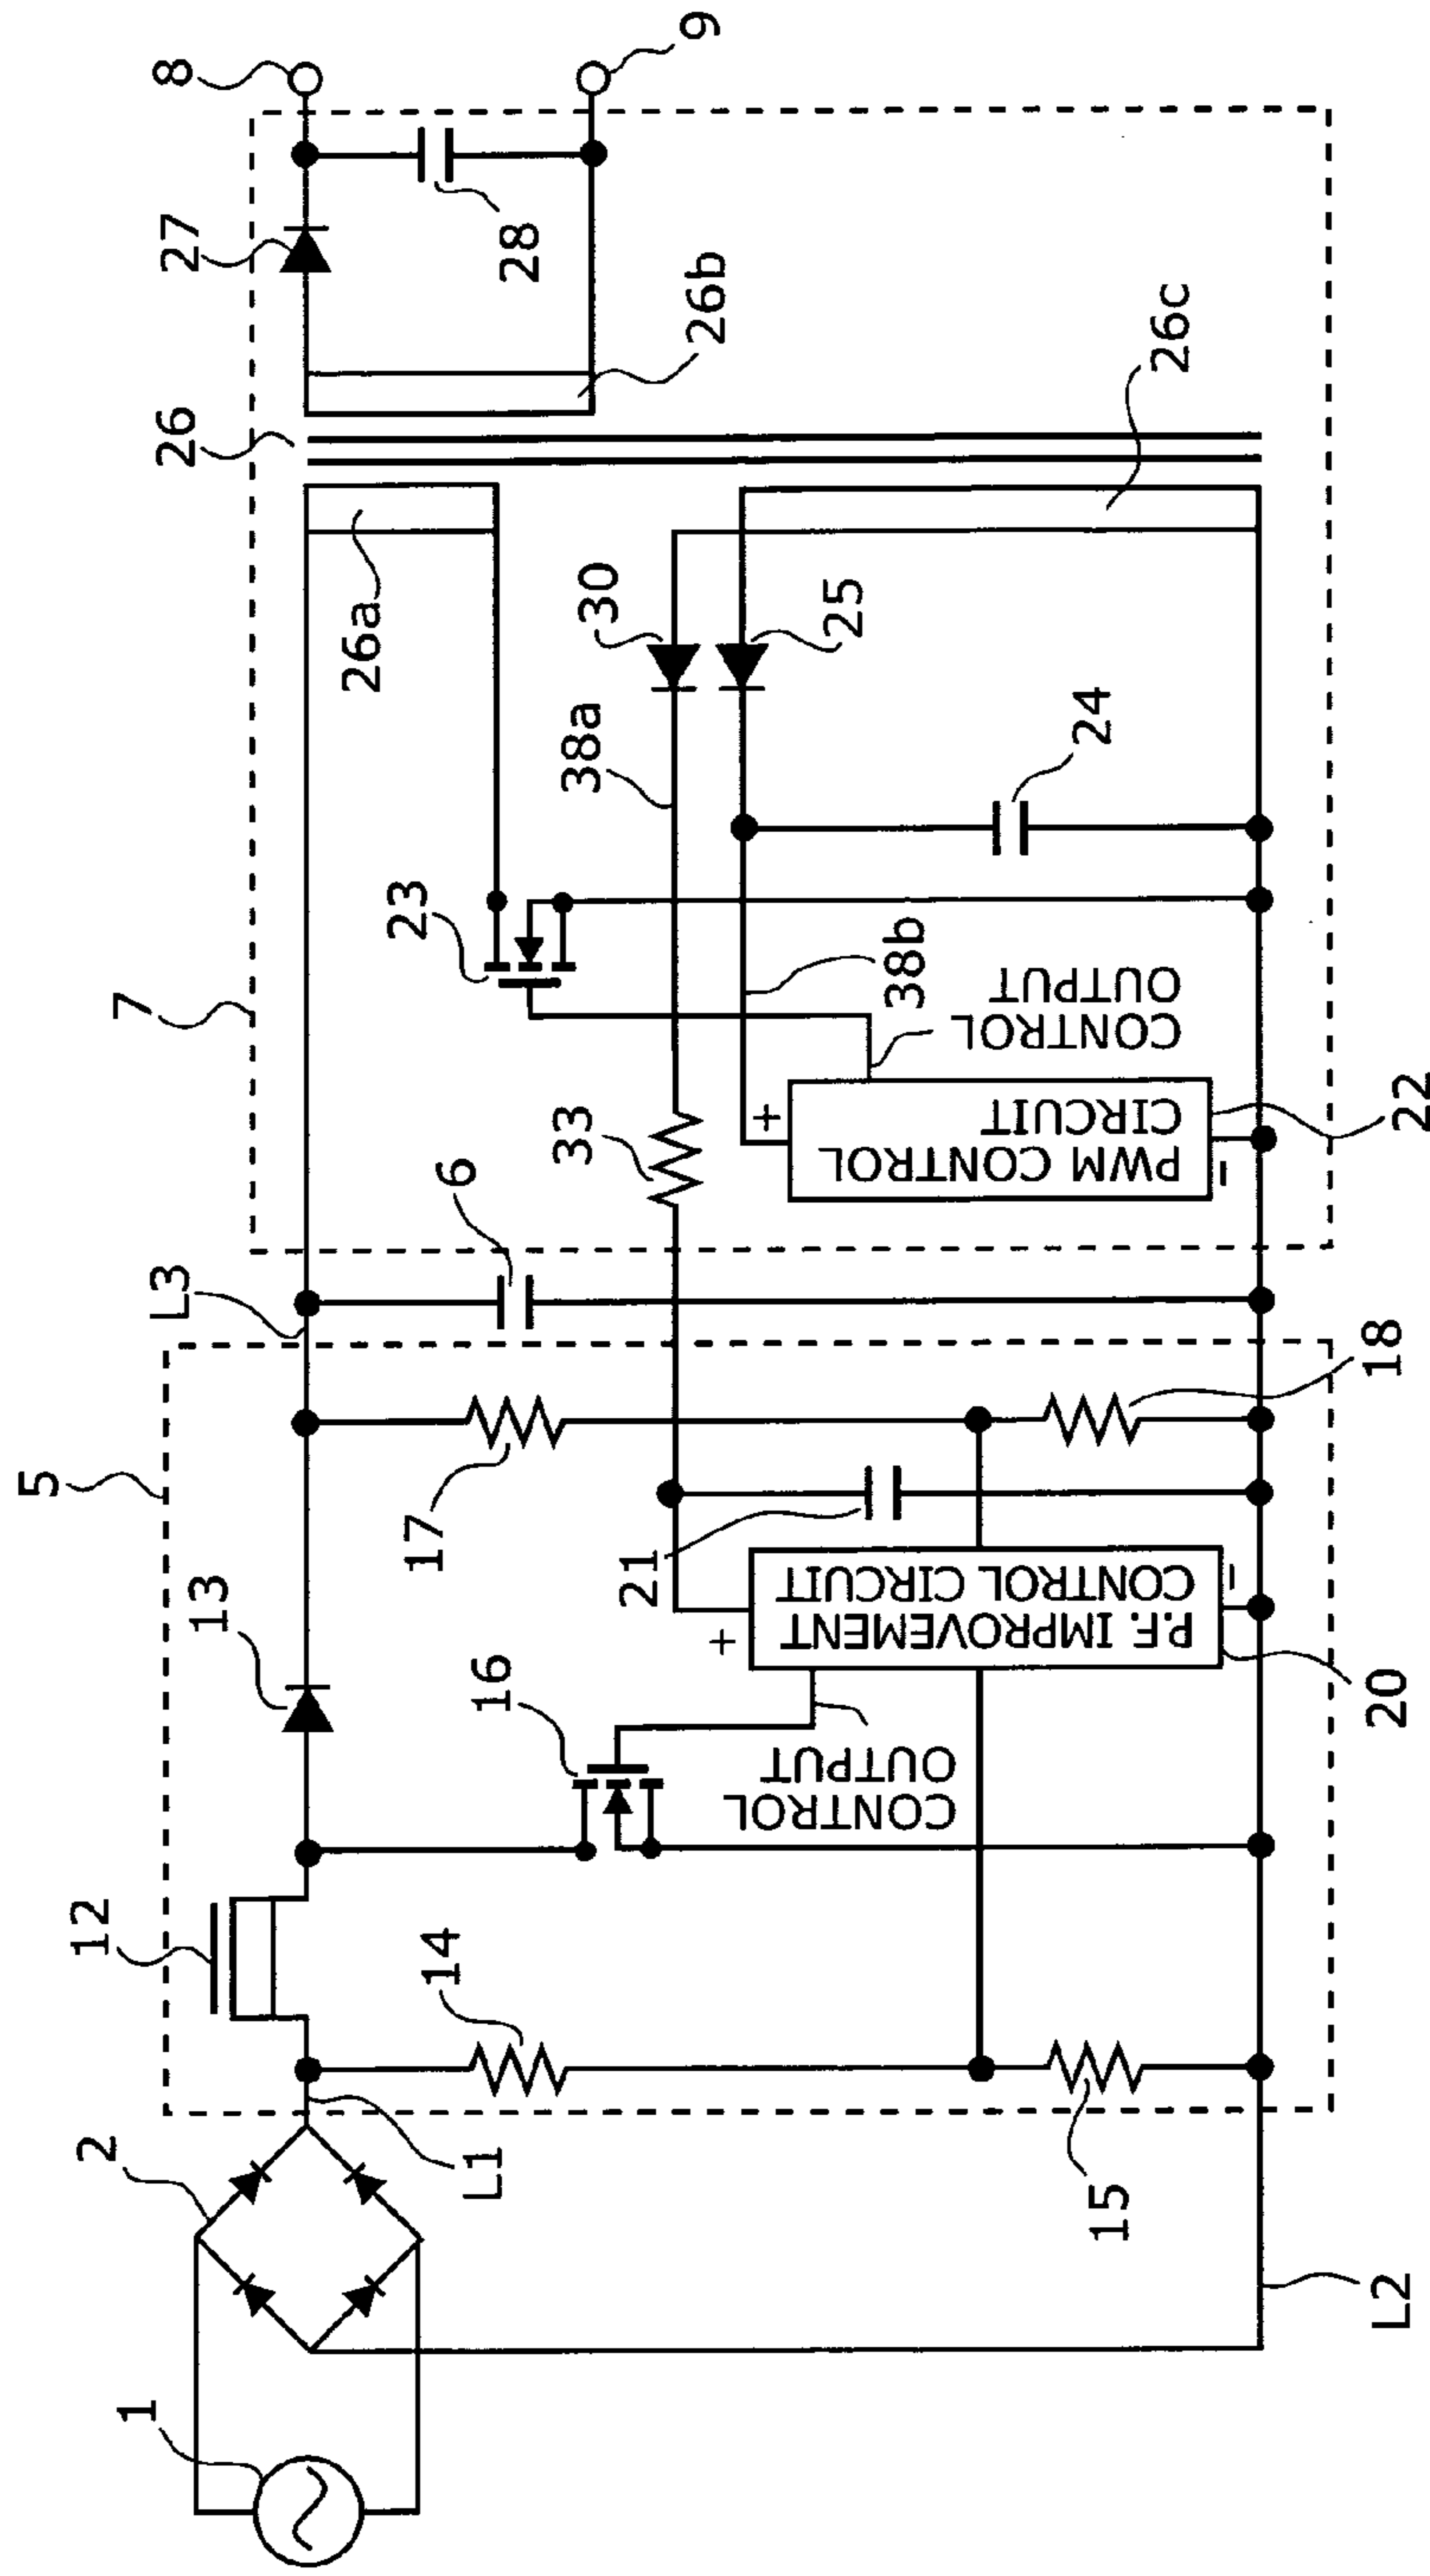 1
2
L1
L2
5
12
14
15
13
16
CONTROL
OUTPUT
P.F. IMPROVEMENT
CONTROL CIRCUIT
+
−
20
21
17
18
L3
6
7
33
23
38a
38b
CONTROL
OUTPUT
PWM CONTROL
CIRCUIT
+
−
22
24
30
25
26a
26
26b
26c
27
28
8
9